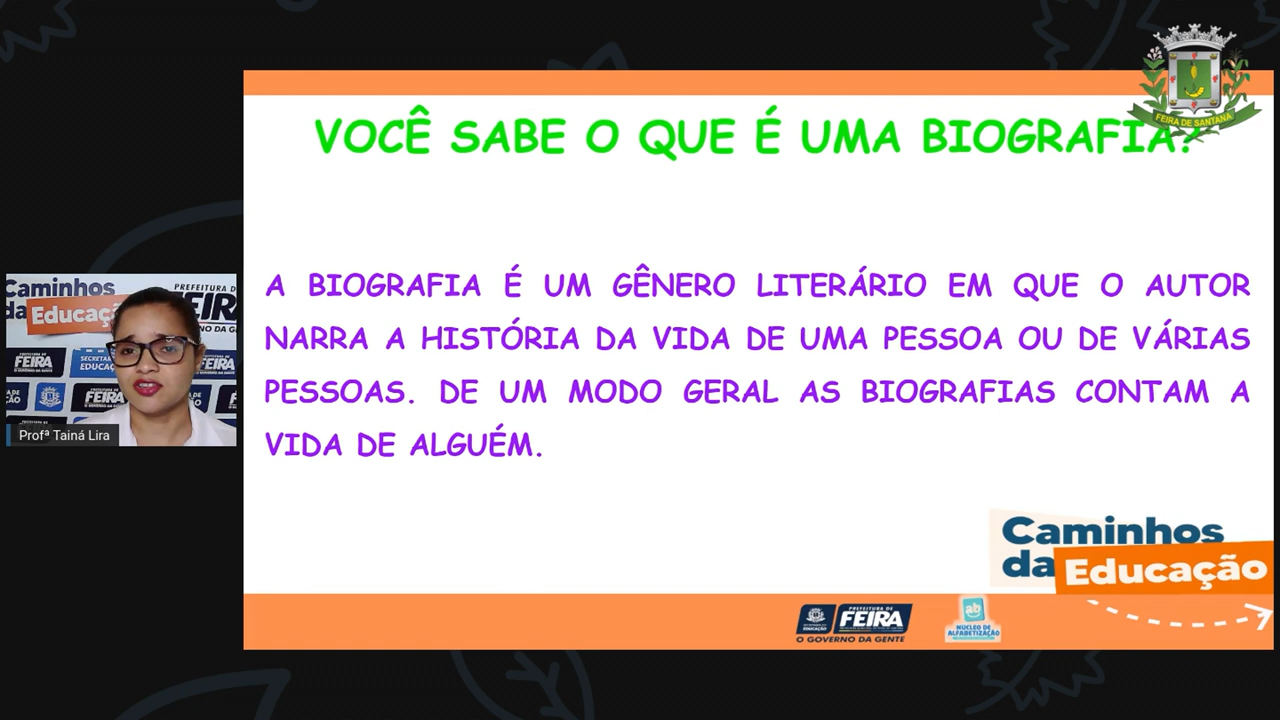 FEIRA DE SANTANA
VOCÊ SABE O QUE É UMA BIOGRAFIA?
A BIOGRAFIA É UM GÊNERO LITERÁRIO EM QUE O AUTOR
NARRA A HISTÓRIA DA VIDA DE UMA PESSOA OU DE VÁRIAS
PESSOAS. DE UM MODO GERAL AS BIOGRAFIAS CONTAM A
VIDA DE ALGUÉM.
Caminhos
da Educaç
PREFEITURA D
FEIRA
Profª Tainá Lira
Caminhos
da Educação
PREFEITURA DE
FEIRA
O GOVERNO DA GENTE
NÚCLEO DE
ALFABETIZAÇÃO